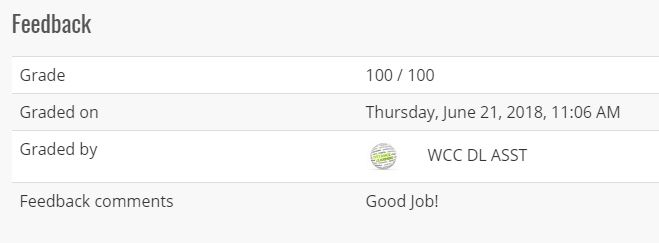 Feedback
Grade 100 / 100
Graded on Thursday, June 21, 2018, 11:06 AM
Graded by WCC DL ASST
Feedback comments Good Job!